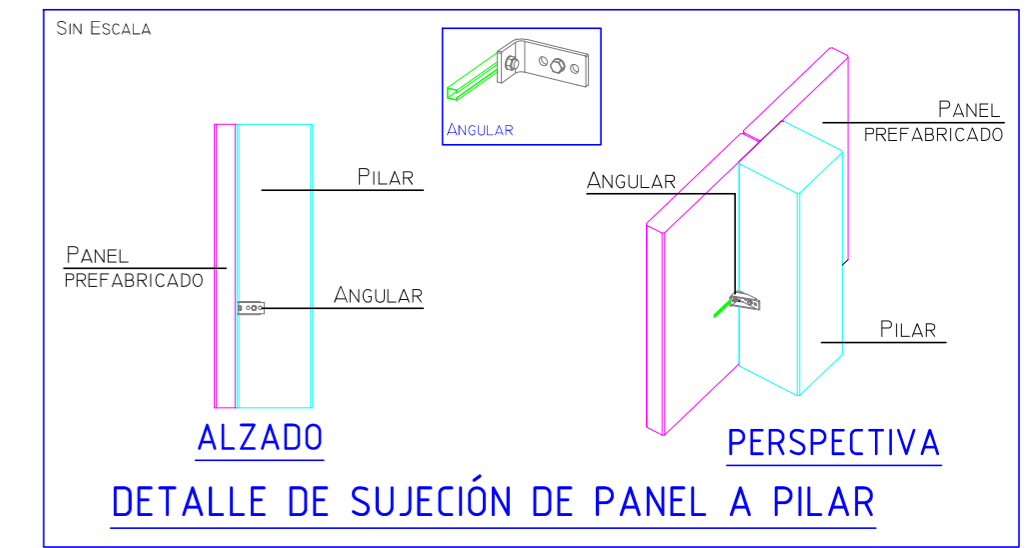 SIN ESCALA
ANGULAR
PILAR
PANEL
PREFABRICADO
ANGULAR
PANEL
PREFABRICADO
ANGULAR
PILAR
ALZADO
PERSPECTIVA
DETALLE DE SUJECIÓN DE PANEL A PILAR